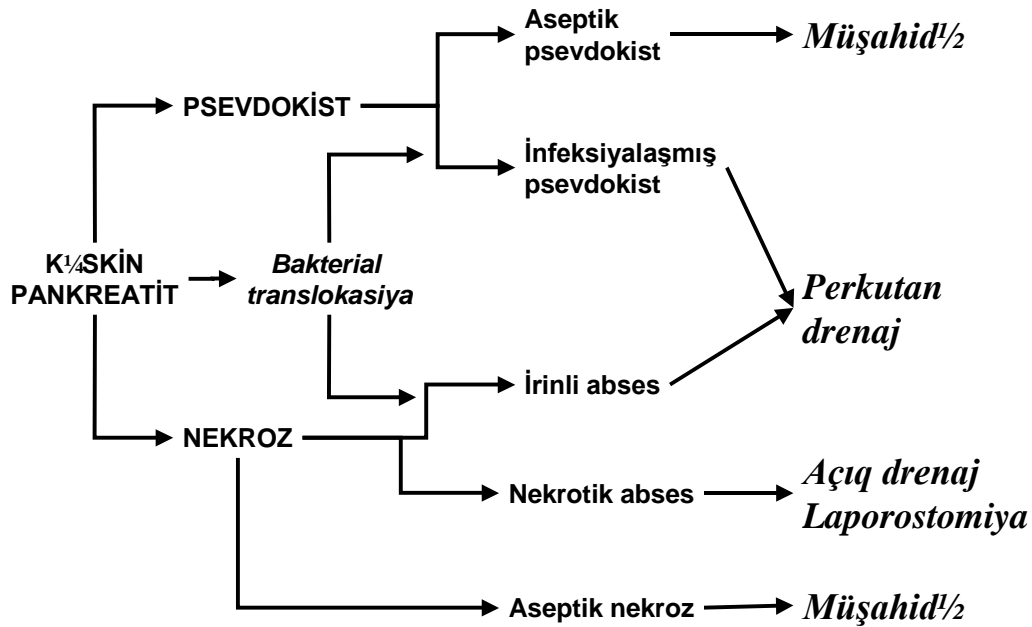 Aseptik
psevdokist
Müşahid½
PSEVDOKİST
İnfeksiyalaşmış
psevdokist
K¼SKİN
PANKREATİT
Bakterial
translokasiya
Perkutan
drenaj
İrinli abses
NEKROZ
Nekrotik abses
Açıq drenaj
Laporostomiya
Aseptik nekroz
Müşahid½